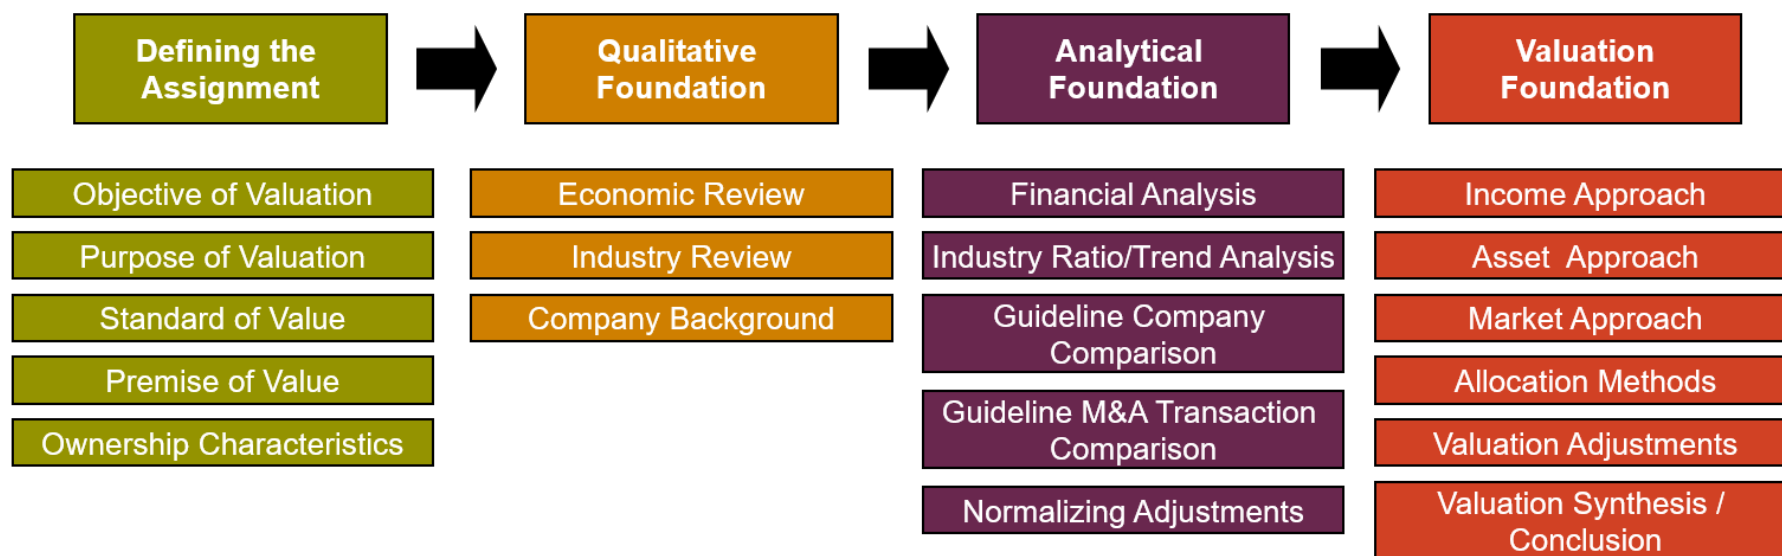 Defining the
Assignment
Qualitative
Foundation
Analytical
Foundation
Valuation
Foundation
Objective of Valuation
Purpose of Valuation
Standard of Value
Premise of Value
Ownership Characteristics
Economic Review
Industry Review
Company Background
Financial Analysis
Industry Ratio/Trend Analysis
Guideline Company
Comparison
Guideline M&A Transaction
Comparison
Normalizing Adjustments
Income Approach
Asset  Approach
Market Approach
Allocation Methods
Valuation Adjustments
Valuation Synthesis /
Conclusion